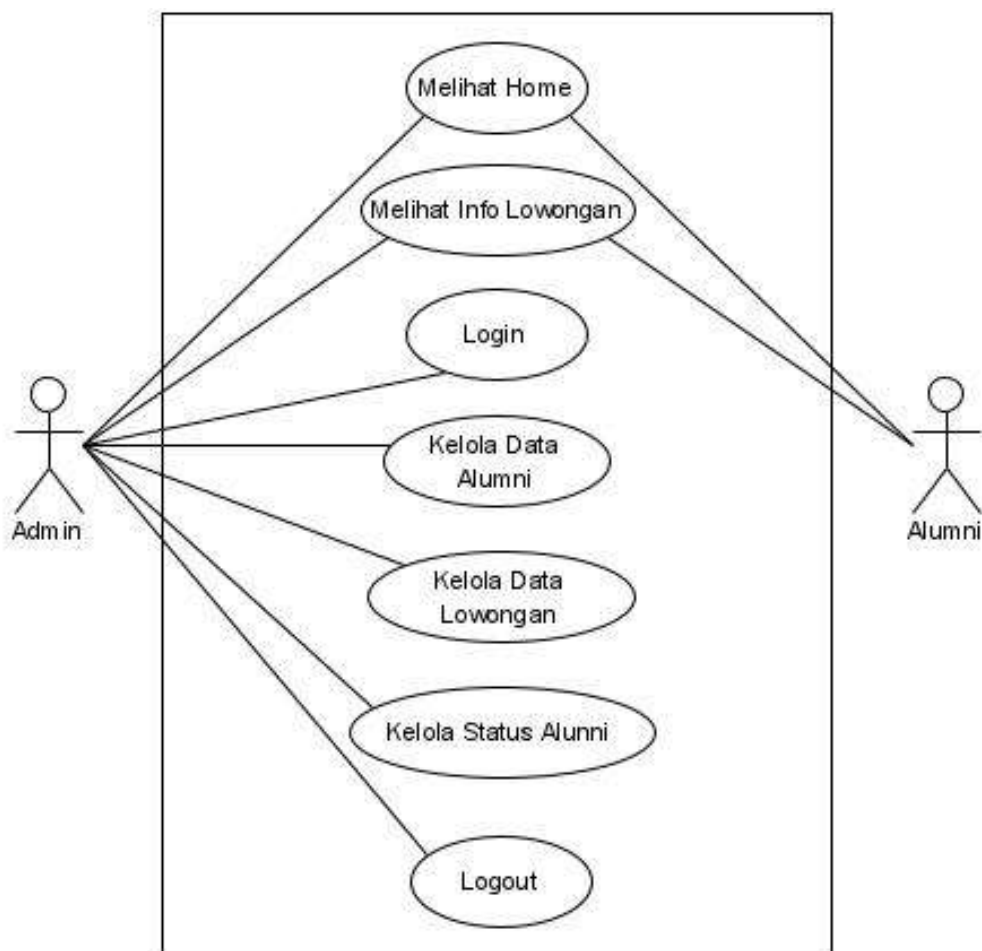 Melihat Home
Melihat Info Lowongan
Login
Kelola Data
Alumni
Admin
Alumni
Kelola Data
Lowongan
Kelola Status Alunni
Logout